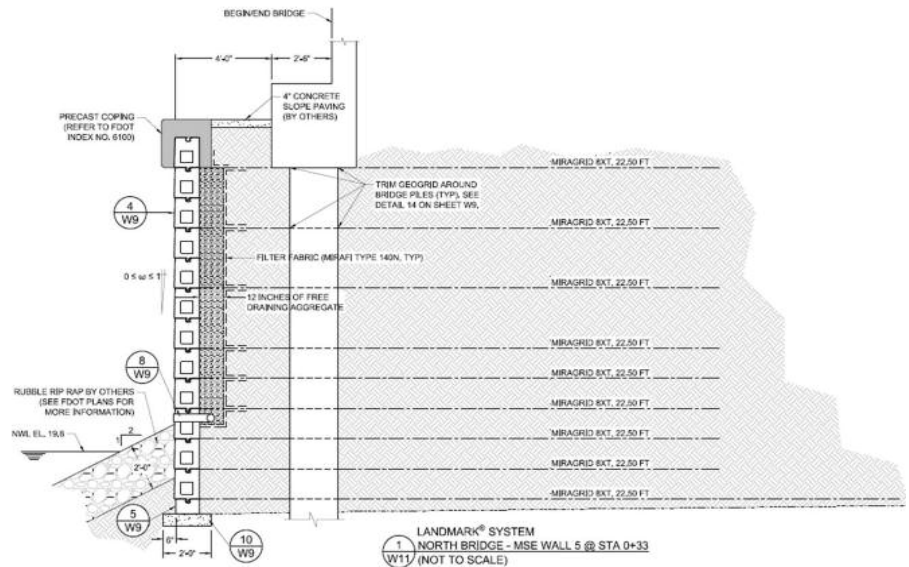 BEGIN/END BRIDGE
4'-0"
2'-6"
4" CONCRETE
SLOPE PAVING
(BY OTHERS)
PRECAST COPING
(REFER TO FDOT
INDEX NO. 6100)
MIRAGRID 8XT, 22.50 FT
TRIM GEOGRID AROUND
BRIDGE PILES (TYP). SEE
DETAIL 14 ON SHEET W9.
4
W9
MIRAGRID 8XT, 22.50 FT
FILTER FABRIC (MIRAFI TYPE 140N, TYP)
0 ≤ ω ≤ 1°
MIRAGRID 8XT, 22.50 FT
12 INCHES OF FREE
DRAINING AGGREGATE
MIRAGRID 8XT, 22.50 FT
8
W9
MIRAGRID 8XT, 22.50 FT
RUBBLE RIP RAP BY OTHERS
(SEE FDOT PLANS FOR
MORE INFORMATION)
MIRAGRID 8XT, 22.50 FT
2
1
NWL EL. 19.6
MIRAGRID 8XT, 22.50 FT
2'-0"
MIRAGRID 8XT, 22.50 FT
MIRAGRID 8XT, 22.50 FT
5
W9
6"
2'-0"
10
W9
LANDMARK® SYSTEM
1
W11
NORTH BRIDGE - MSE WALL 5 @ STA 0+33
(NOT TO SCALE)